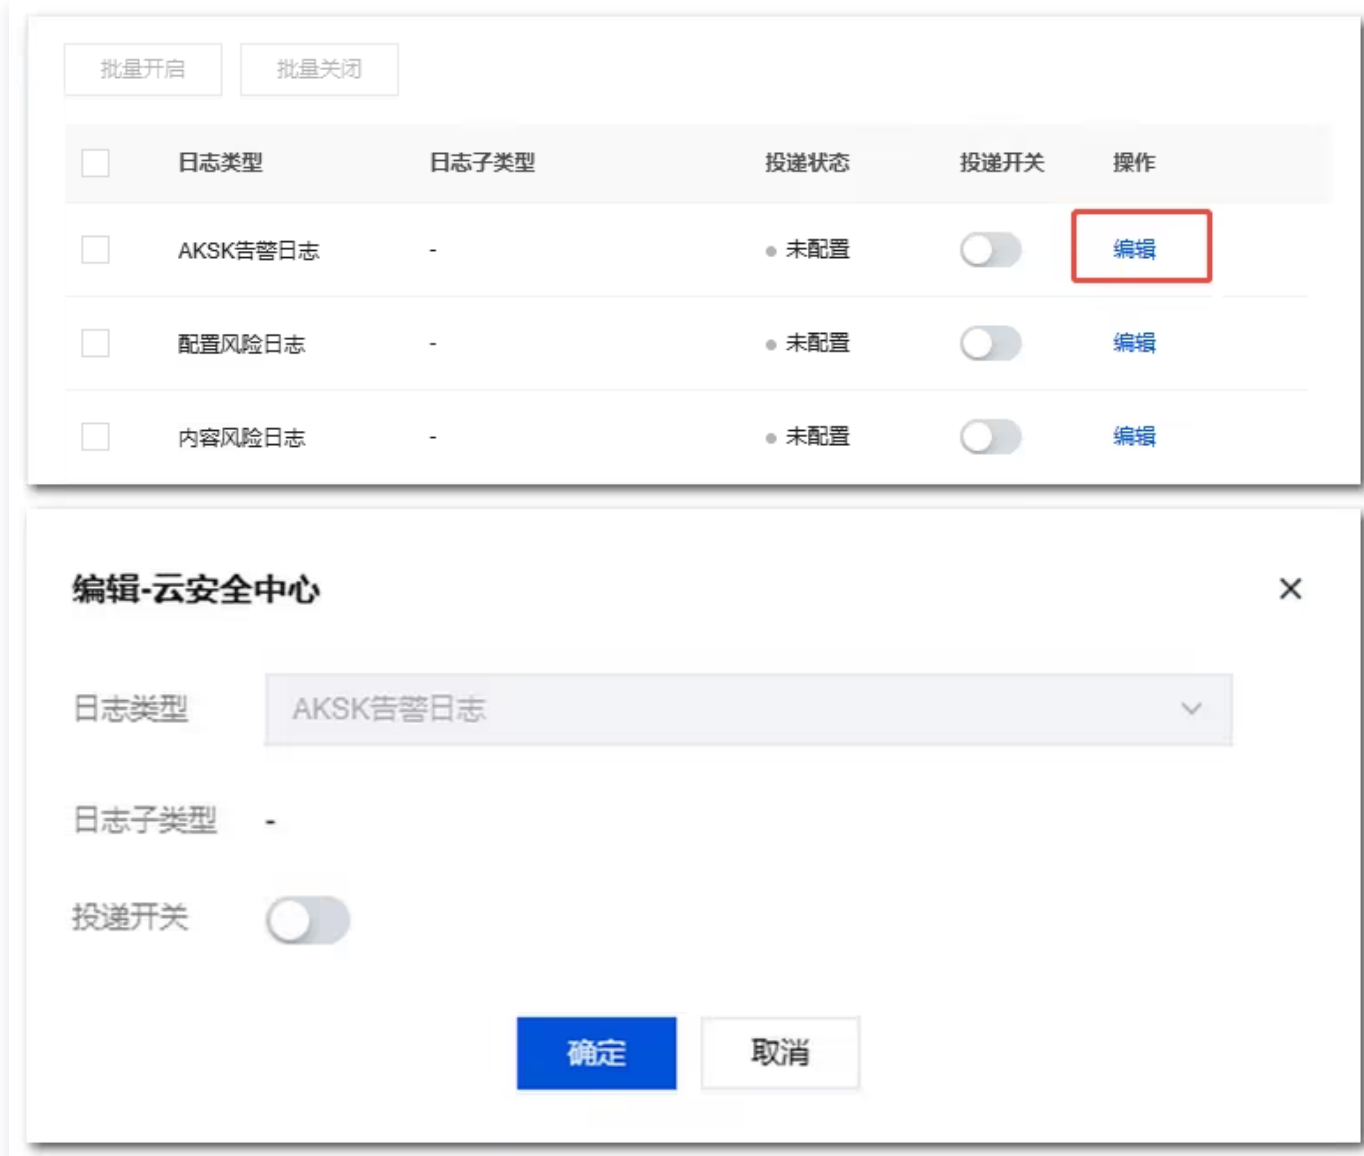 批量开启 批量关闭
日志类型 日志子类型 投递状态 投递开关 操作
AKSK告警日志 - 未配置 编辑
配置风险日志 - 未配置 编辑
内容风险日志 - 未配置 编辑
编辑-云安全中心
日志类型 AKSK告警日志
日志子类型 -
投递开关
确定 取消